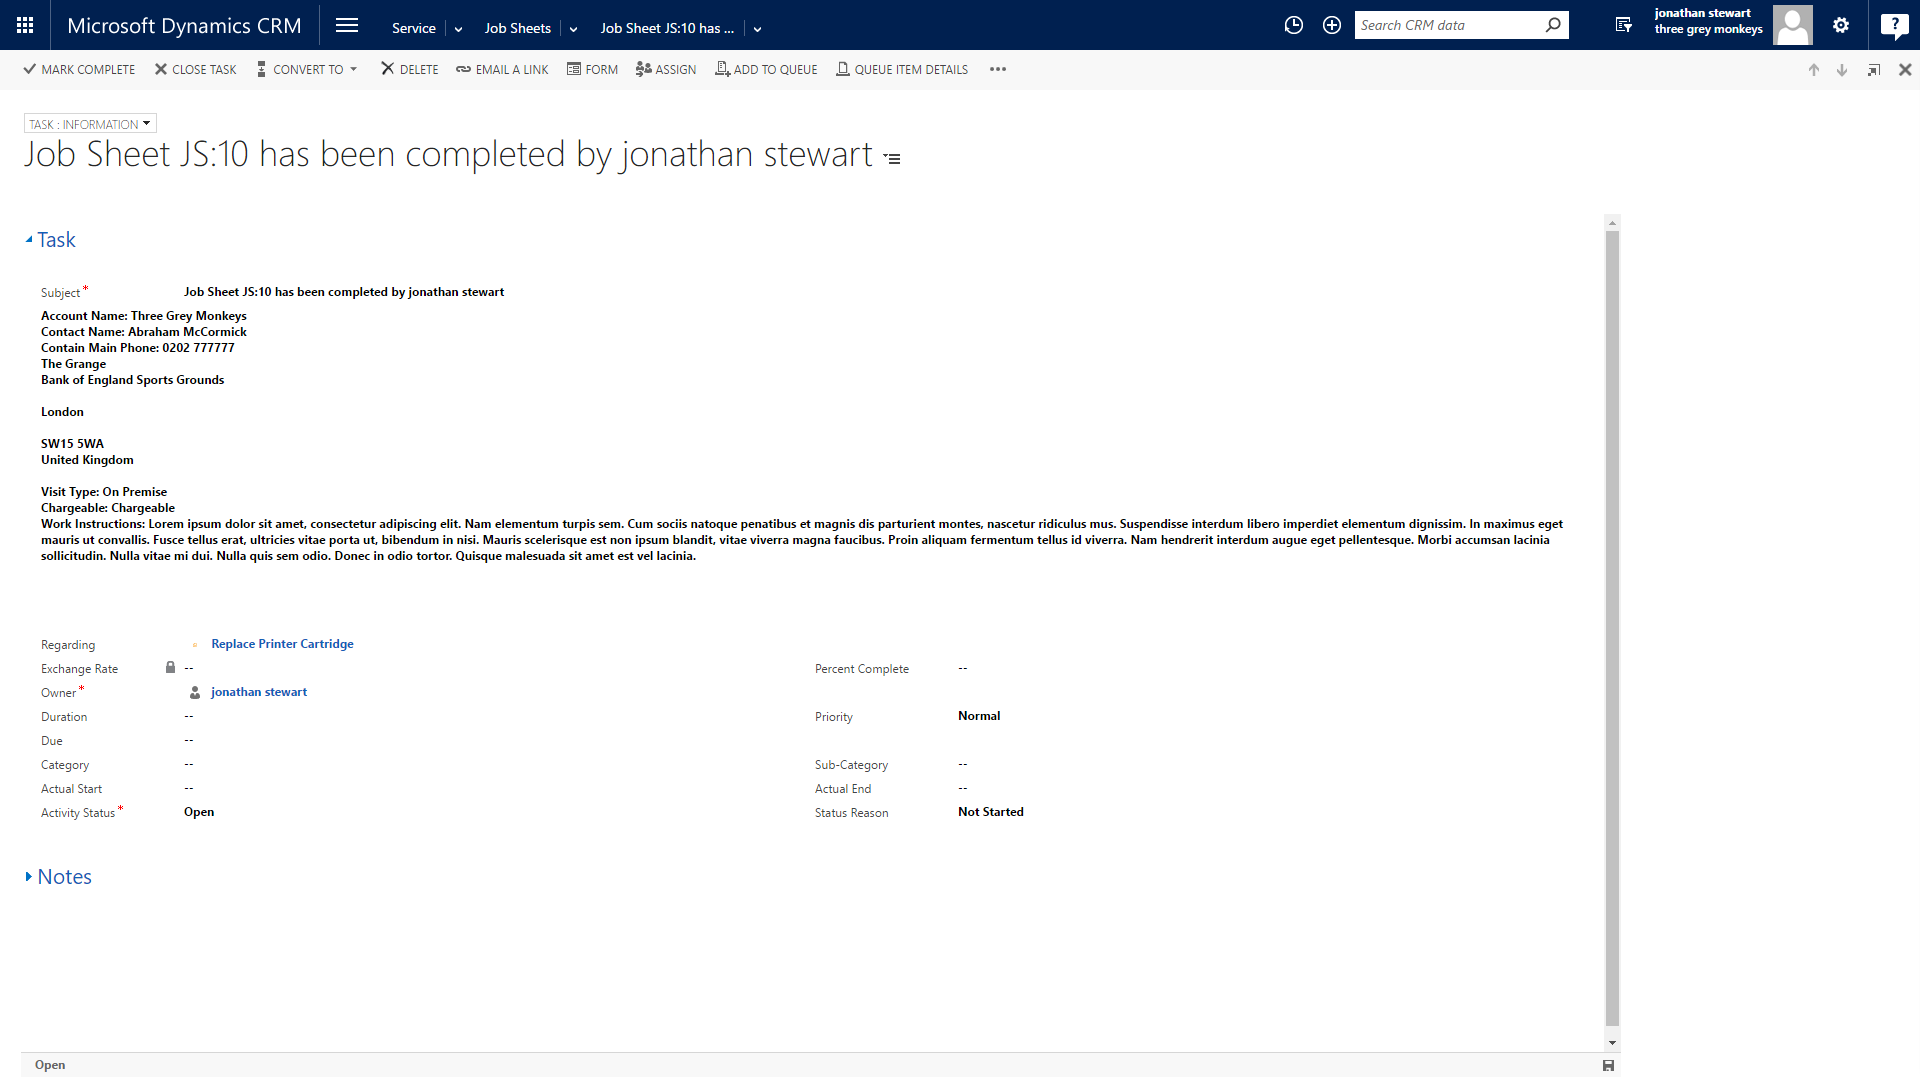 Microsoft Dynamics CRM
Service
Job Sheets
Job Sheet JS:10 has ...
Search CRM data
jonathan stewart
three grey monkeys
?
MARK COMPLETE
CLOSE TASK
CONVERT TO
DELETE
EMAIL A LINK
FORM
ASSIGN
ADD TO QUEUE
QUEUE ITEM DETAILS
TASK : INFORMATION
Job Sheet JS:10 has been completed by jonathan stewart
Task
Subject* Job Sheet JS:10 has been completed by jonathan stewart
Account Name: Three Grey Monkeys
Contact Name: Abraham McCormick
Contain Main Phone: 0202 777777
The Grange
Bank of England Sports Grounds
London
SW15 5WA
United Kingdom
Visit Type: On Premise
Chargeable: Chargeable
Work Instructions: Lorem ipsum dolor sit amet, consectetur adipiscing elit. Nam elementum turpis sem. Cum sociis natoque penatibus et magnis dis parturient montes, nascetur ridiculus mus. Suspendisse interdum libero imperdiet elementum dignissim. In maximus eget
mauris ut convallis. Fusce tellus erat, ultricies vitae porta ut, bibendum in nisi. Mauris scelerisque est non ipsum blandit, vitae viverra magna faucibus. Proin aliquam fermentum tellus id viverra. Nam hendrerit interdum augue eget pellentesque. Morbi accumsan lacinia
sollicitudin. Nulla vitae mi dui. Nulla quis sem odio. Donec in odio tortor. Quisque malesuada sit amet est vel lacinia.
Regarding Replace Printer Cartridge
Exchange Rate -- Percent Complete --
Owner* jonathan stewart
Duration -- Priority Normal
Due --
Category -- Sub-Category --
Actual Start -- Actual End --
Activity Status* Open Status Reason Not Started
Notes
Open